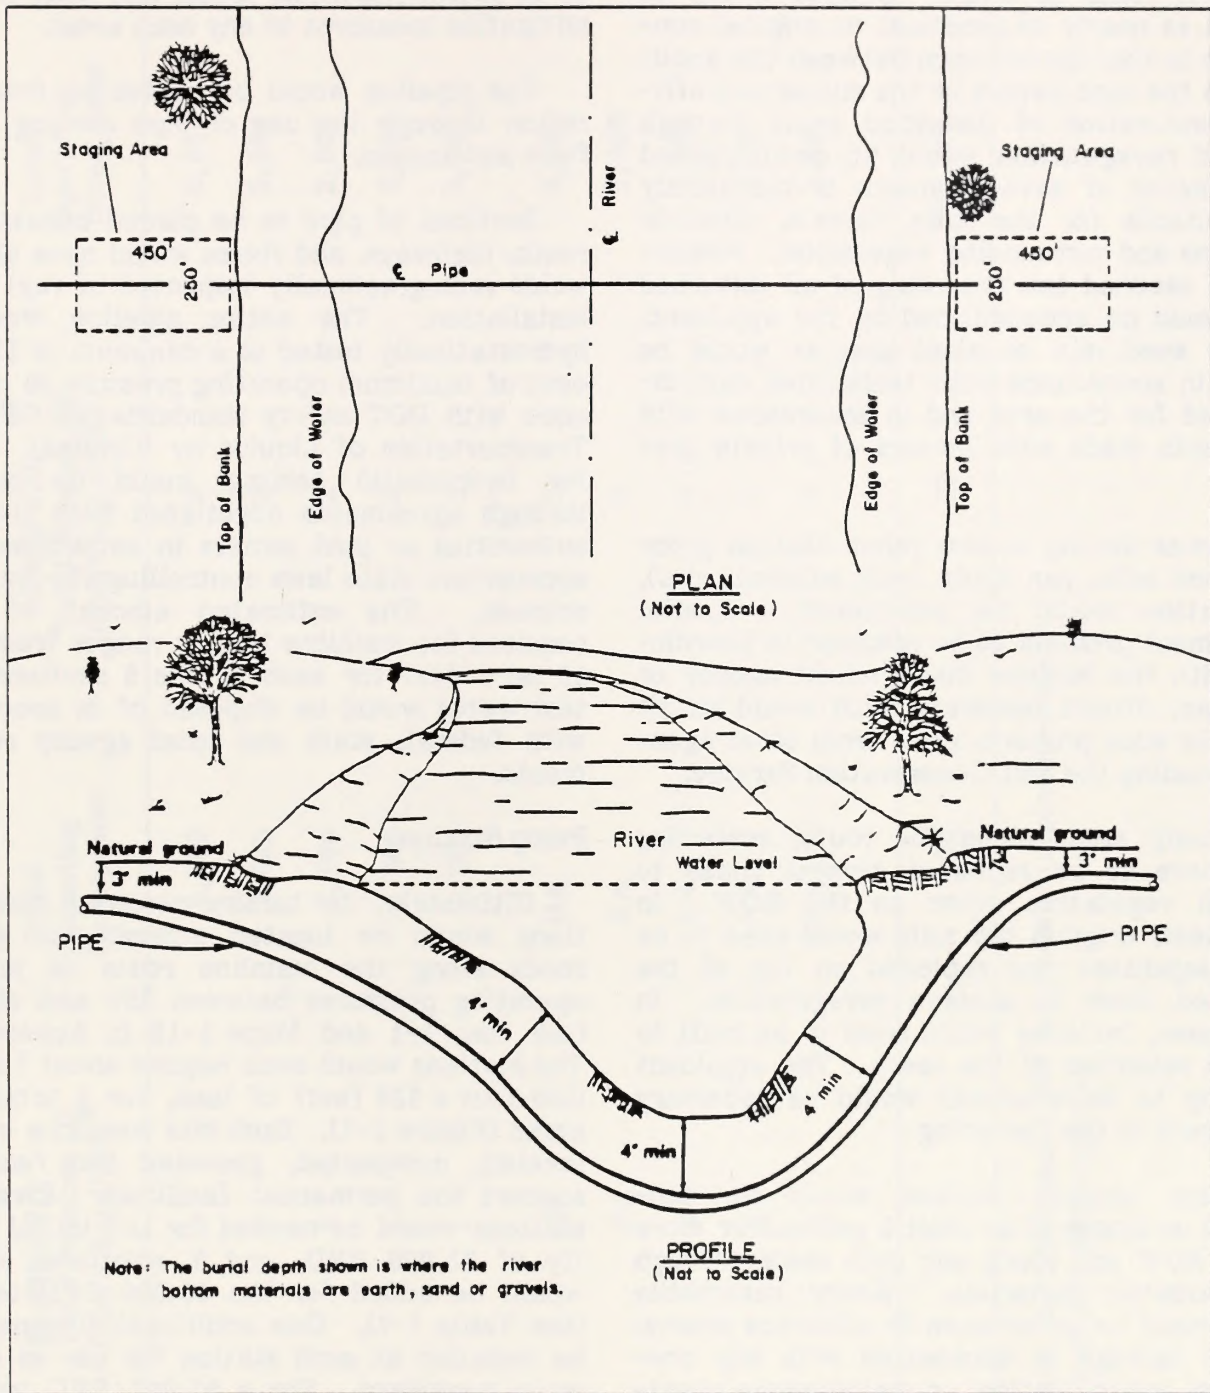 Staging Area
Staging Area
450'
250'
450'
250'
℄ River
℄ Pipe
Top of Bank
Edge of Water
Edge of Water
Top of Bank
PLAN
(Not to Scale)
River
Water Level
Natural ground
Natural ground
3' min
3' min
PIPE
PIPE
4' min
4' min
4' min
PROFILE
(Not to Scale)
Note: The burial depth shown is where the river
bottom materials are earth, sand or gravels.